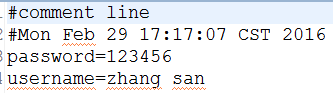 #comment line
#Mon Feb 29 17:17:07 CST 2016
password=123456
username=zhang san